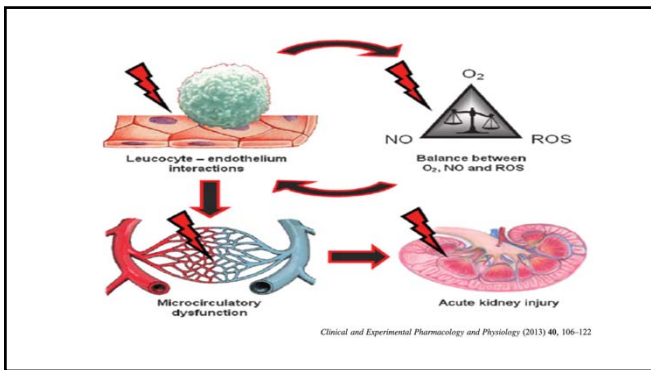 O₂
NO
ROS
Leucocyte – endothelium
interactions
Balance between
O₂, NO and ROS
Microcirculatory
dysfunction
Acute kidney injury
Clinical and Experimental Pharmacology and Physiology (2013) 40, 106–122